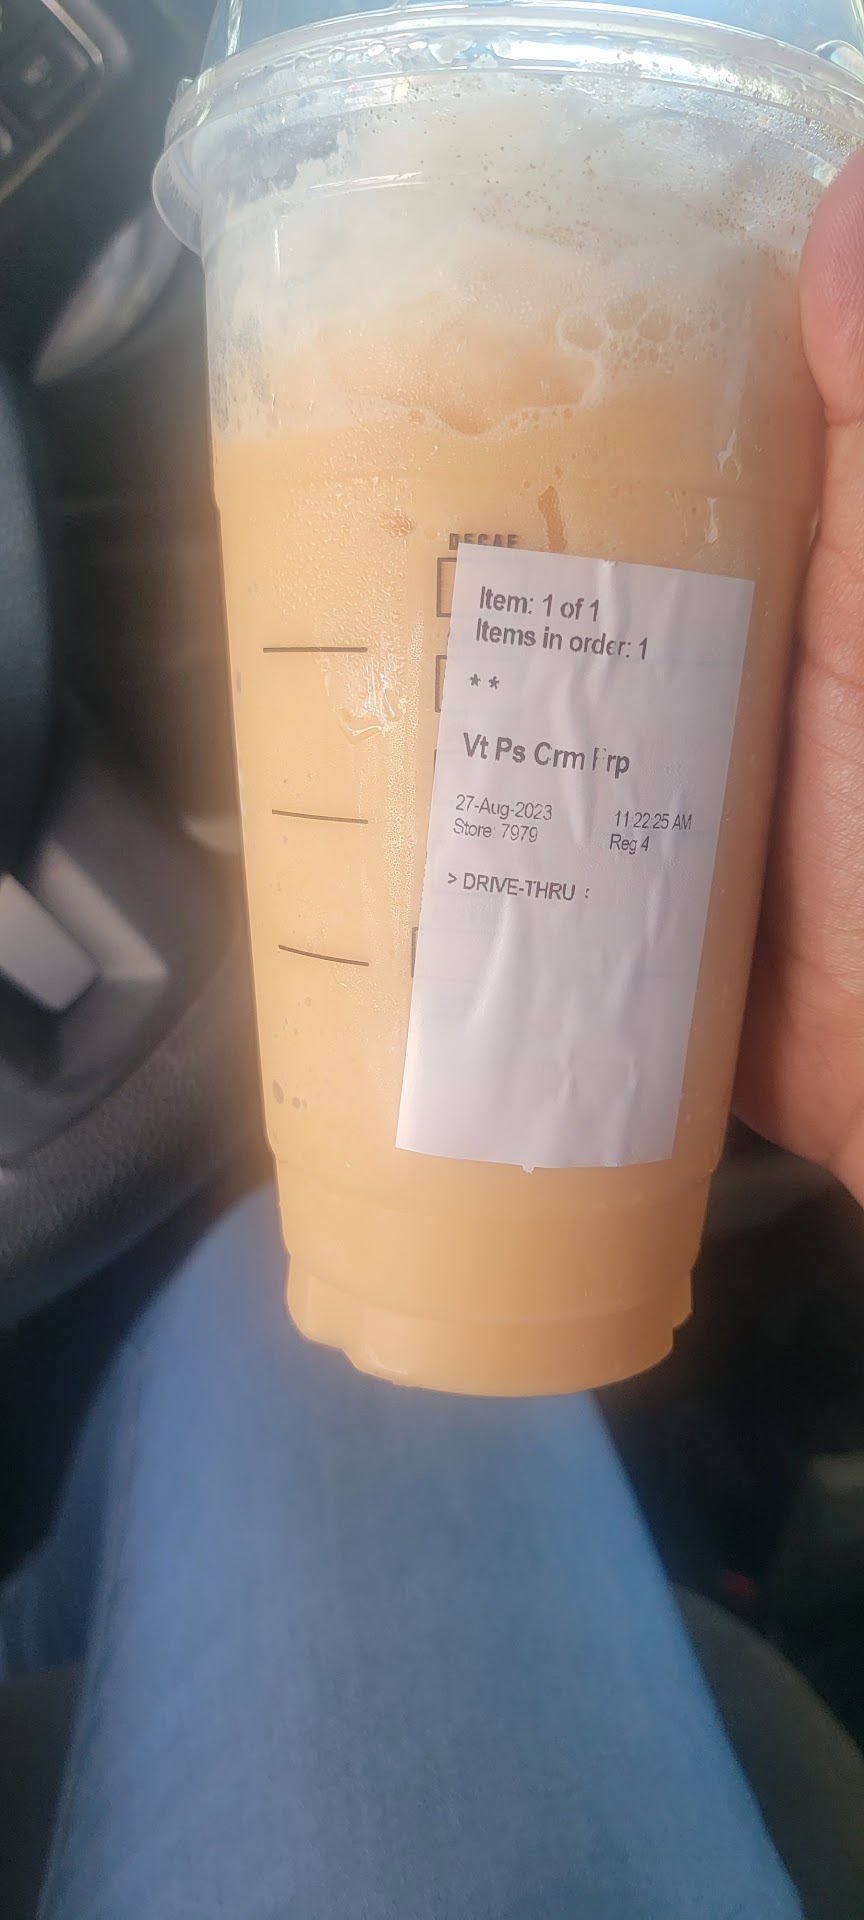 DECAF
Item: 1 of 1
Items in order: 1
* *
Vt Ps Crm Frp
27-Aug-2023 11:22:25 AM
Store: 7979 Reg 4
> DRIVE-THRU :